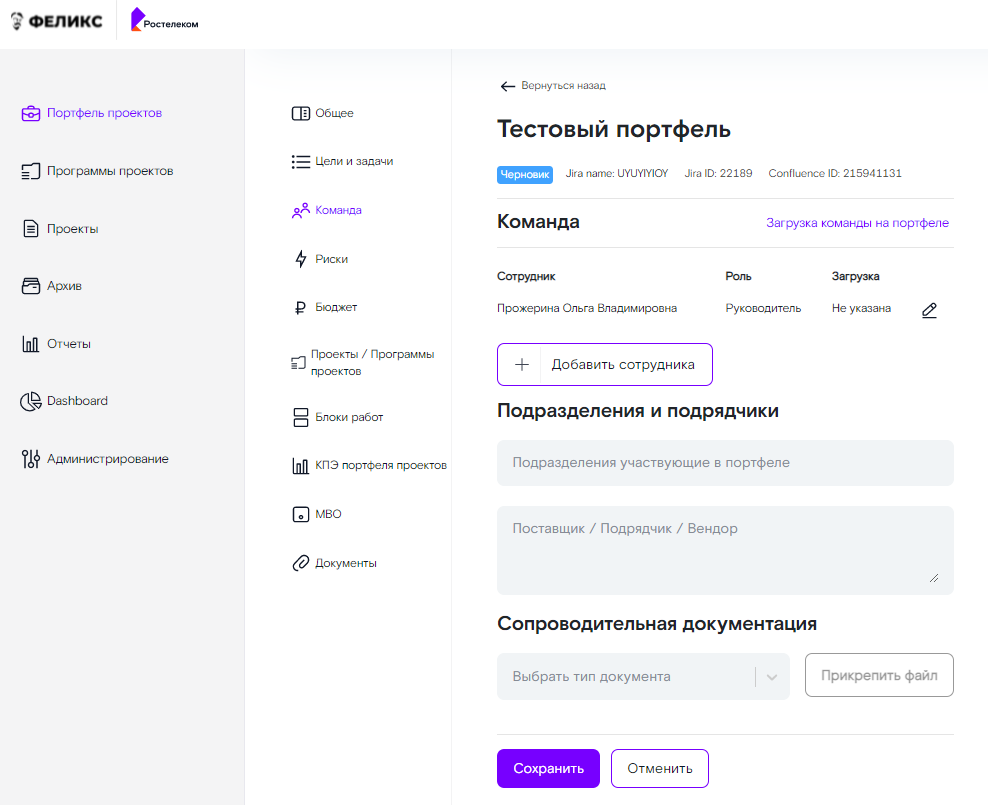 ФЕЛИКС
Ростелеком
Портфель проектов
Программы проектов
Проекты
Архив
Отчеты
Dashboard
Администрирование
Общее
Цели и задачи
Команда
Риски
Бюджет
Проекты / Программы
проектов
Блоки работ
КПЭ портфеля проектов
МВО
Документы
Вернуться назад
Тестовый портфель
Черновик Jira name: UYUYIYIOY Jira ID: 22189 Confluence ID: 215941131
Команда Загрузка команды на портфеле
Сотрудник Роль Загрузка
Прожерина Ольга Владимировна Руководитель Не указана
Добавить сотрудника
Подразделения и подрядчики
Подразделения участвующие в портфеле
Поставщик / Подрядчик / Вендор
Сопроводительная документация
Выбрать тип документа Прикрепить файл
Сохранить Отменить